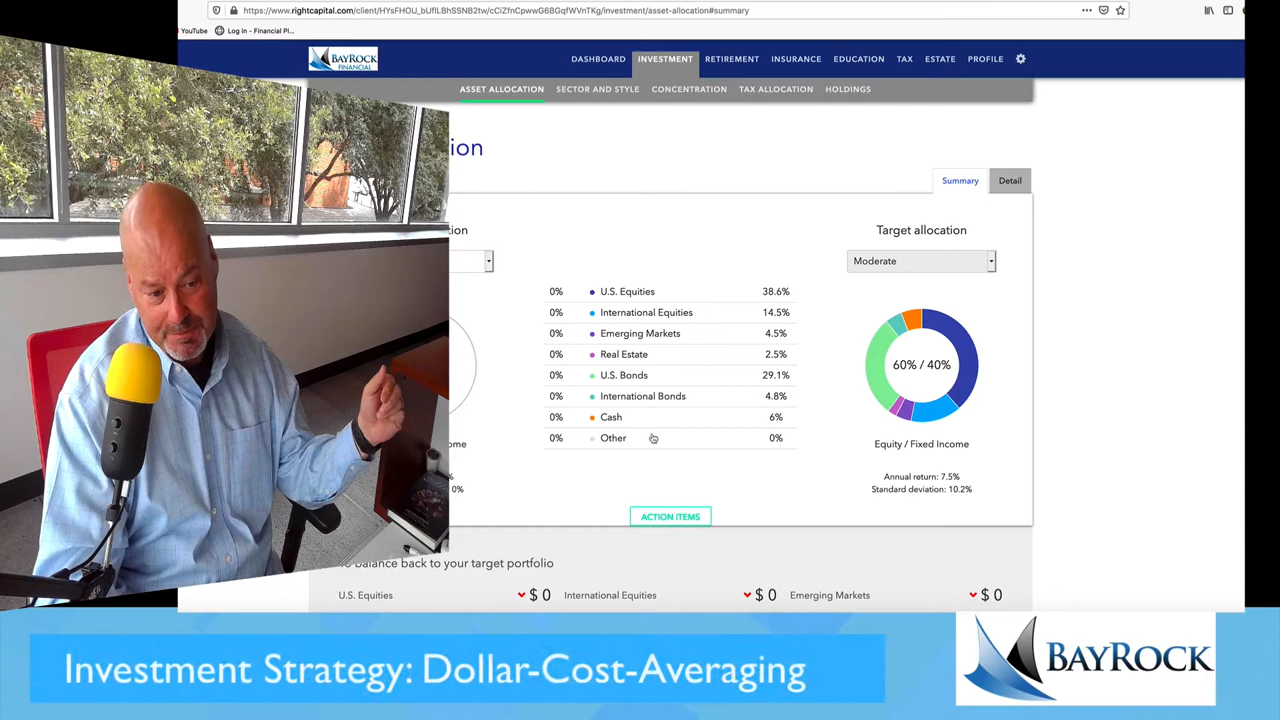 https://www.rightcapital.com/client/HYsFHOU_bUflLBhSSNB2tw/cCiZfnCpwwG6BGqfWVnTKg/investment/asset-allocation#summary
YouTube
Log In - Financial Pl...
BAYROCK
FINANCIAL
DASHBOARD INVESTMENT RETIREMENT INSURANCE EDUCATION TAX ESTATE PROFILE
ASSET ALLOCATION SECTOR AND STYLE CONCENTRATION TAX ALLOCATION HOLDINGS
ion
Summary Detail
tion
Target allocation
Moderate
0% U.S. Equities 38.6%
0% International Equities 14.5%
0% Emerging Markets 4.5%
0% Real Estate 2.5%
0% U.S. Bonds 29.1%
0% International Bonds 4.8%
0% Cash 6%
0% Other 0%
60% / 40%
ome
Equity / Fixed Income
%
0%
Annual return: 7.5%
Standard deviation: 10.2%
ACTION ITEMS
balance back to your target portfolio
U.S. Equities $ 0 International Equities $ 0 Emerging Markets $ 0
Investment Strategy: Dollar-Cost-Averaging
BAYROCK